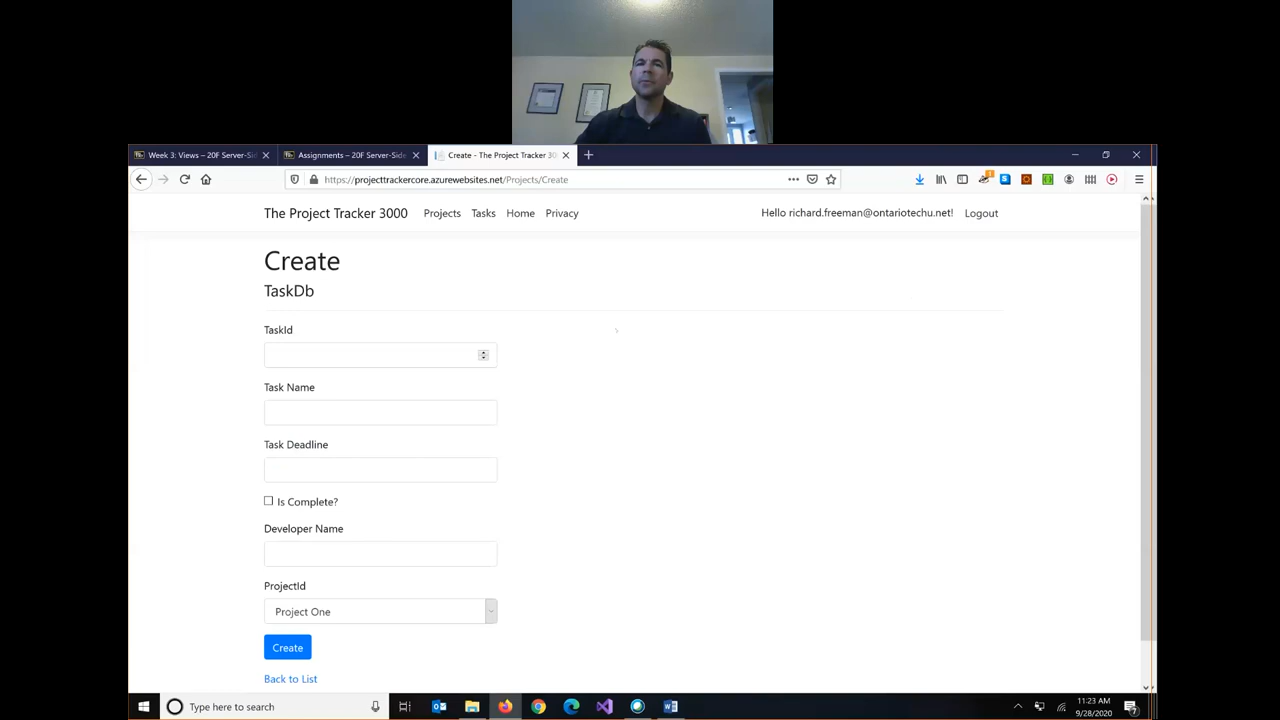 Week 3: Views – 20F Server-Sid
Assignments – 20F Server-Side
Create - The Project Tracker 30
https://projecttrackercore.azurewebsites.net/Projects/Create
The Project Tracker 3000 Projects Tasks Home Privacy Hello richard.freeman@ontariotechu.net! Logout
Create
TaskDb
TaskId
Task Name
Task Deadline
Is Complete?
Developer Name
ProjectId
Project One
Create
Back to List
Type here to search
11:23 AM
9/28/2020